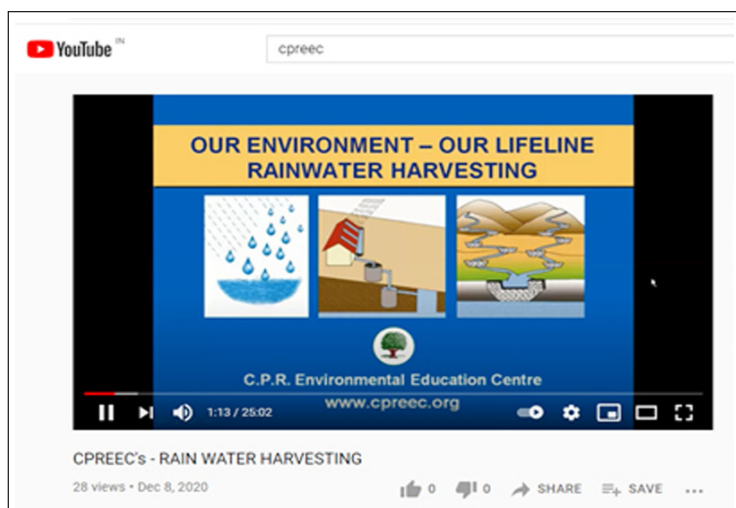 YouTube IN
cpreec
OUR ENVIRONMENT – OUR LIFELINE
RAINWATER HARVESTING
C.P.R. Environmental Education Centre
www.cpreec.org
1:13 / 25:02
CPREEC's - RAIN WATER HARVESTING
28 views • Dec 8, 2020
0 0 SHARE SAVE ...